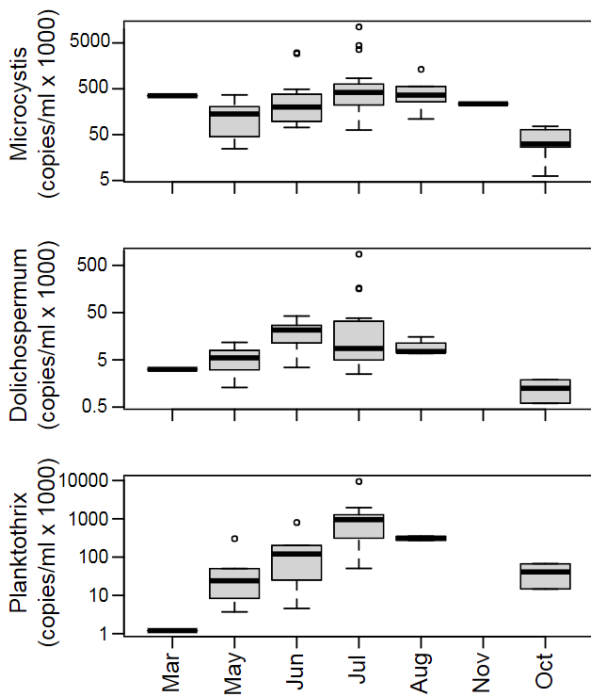 Microcystis
(copies/ml x 1000)
5000
500
50
5
Dolichospermum
(copies/ml x 1000)
500
50
5
0.5
Planktothrix
(copies/ml x 1000)
10000
1000
100
10
1
Mar May Jun Jul Aug Nov Oct